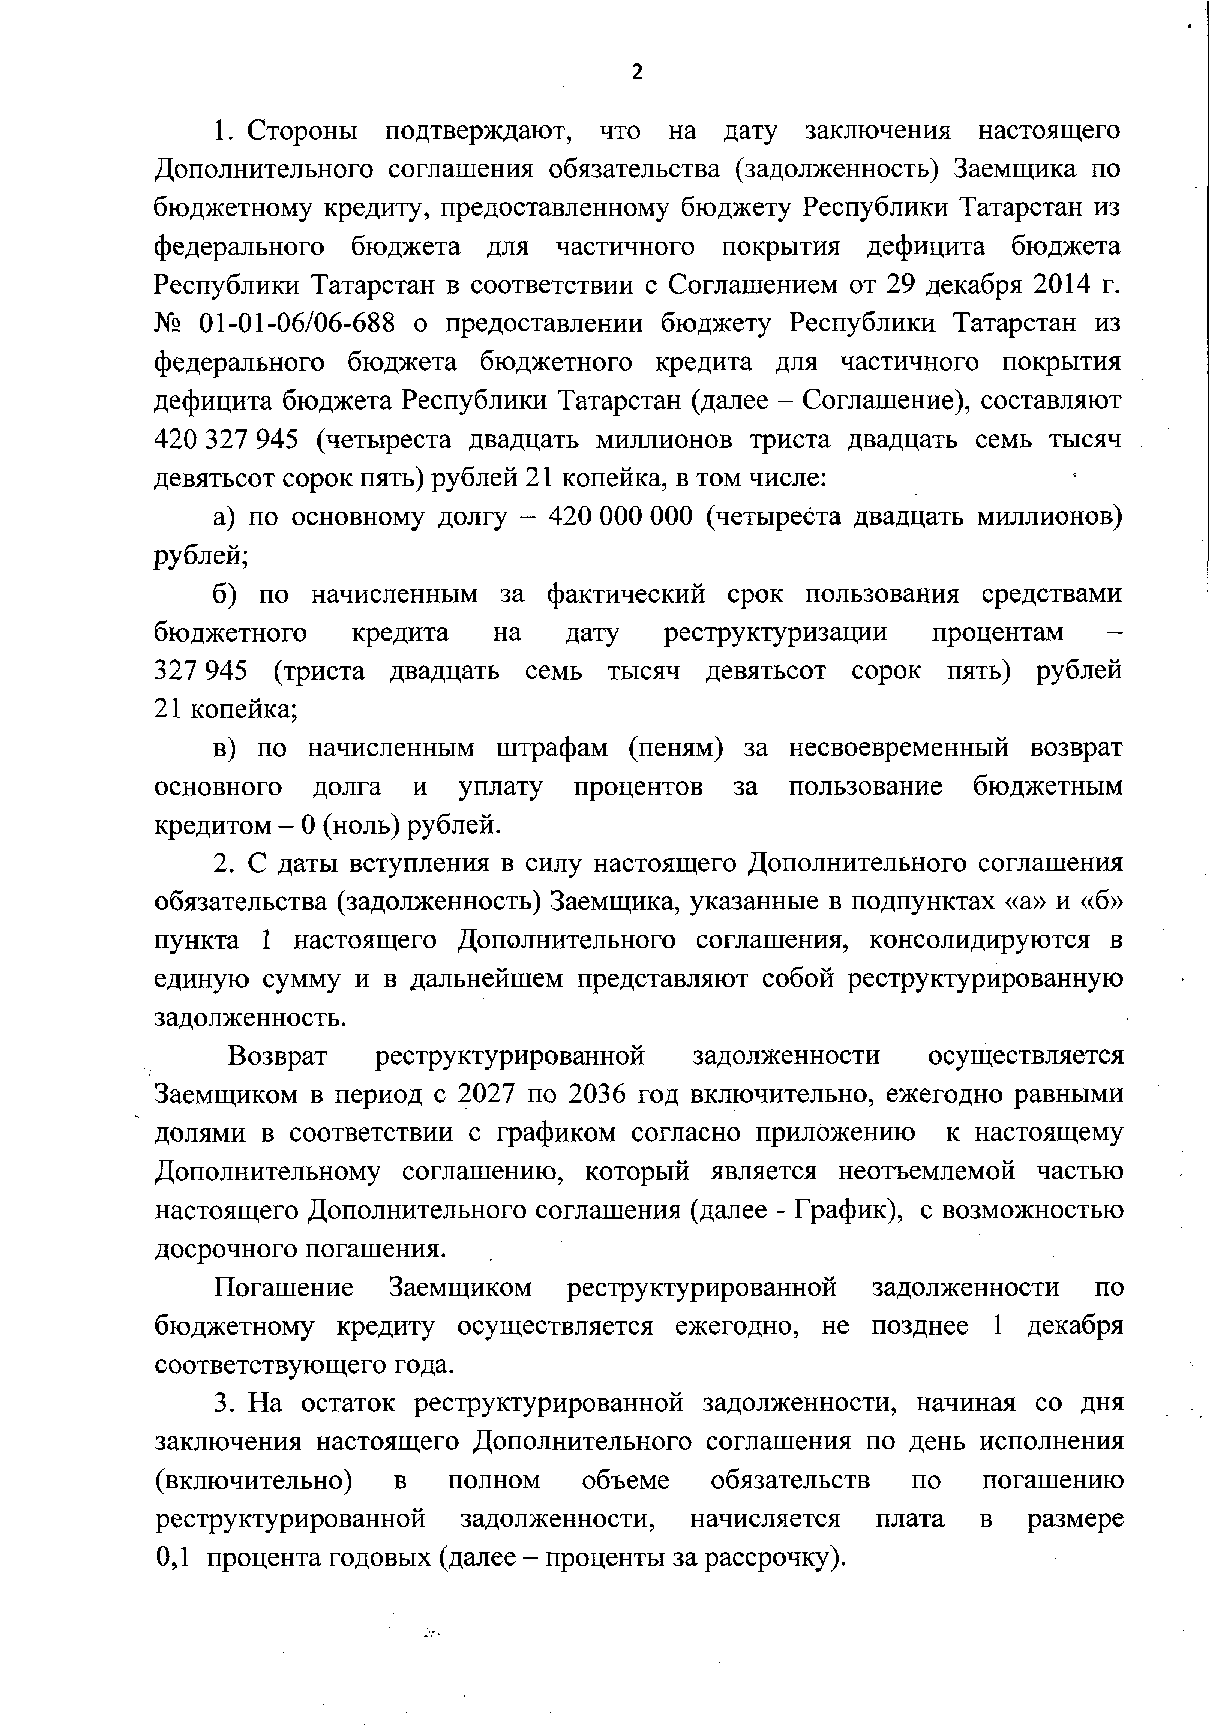 2
1. Стороны подтверждают, что на дату заключения настоящего
Дополнительного соглашения обязательства (задолженность) Заемщика по
бюджетному кредиту, предоставленному бюджету Республики Татарстан из
федерального бюджета для частичного покрытия дефицита бюджета
Республики Татарстан в соответствии с Соглашением от 29 декабря 2014 г.
№ 01-01-06/06-688 о предоставлении бюджету Республики Татарстан из
федерального бюджета бюджетного кредита для частичного покрытия
дефицита бюджета Республики Татарстан (далее – Соглашение), составляют
420 327 945 (четыреста двадцать миллионов триста двадцать семь тысяч
девятьсот сорок пять) рублей 21 копейка, в том числе:
а) по основному долгу – 420 000 000 (четыреста двадцать миллионов)
рублей;
б) по начисленным за фактический срок пользования средствами
бюджетного кредита на дату реструктуризации процентам –
327 945 (триста двадцать семь тысяч девятьсот сорок пять) рублей
21 копейка;
в) по начисленным штрафам (пеням) за несвоевременный возврат
основного долга и уплату процентов за пользование бюджетным
кредитом – 0 (ноль) рублей.
2. С даты вступления в силу настоящего Дополнительного соглашения
обязательства (задолженность) Заемщика, указанные в подпунктах «а» и «б»
пункта 1 настоящего Дополнительного соглашения, консолидируются в
единую сумму и в дальнейшем представляют собой реструктурированную
задолженность.
Возврат реструктурированной задолженности осуществляется
Заемщиком в период с 2027 по 2036 год включительно, ежегодно равными
долями в соответствии с графиком согласно приложению к настоящему
Дополнительному соглашению, который является неотъемлемой частью
настоящего Дополнительного соглашения (далее - График), с возможностью
досрочного погашения.
Погашение Заемщиком реструктурированной задолженности по
бюджетному кредиту осуществляется ежегодно, не позднее 1 декабря
соответствующего года.
3. На остаток реструктурированной задолженности, начиная со дня
заключения настоящего Дополнительного соглашения по день исполнения
(включительно) в полном объеме обязательств по погашению
реструктурированной задолженности, начисляется плата в размере
0,1 процента годовых (далее – проценты за рассрочку).